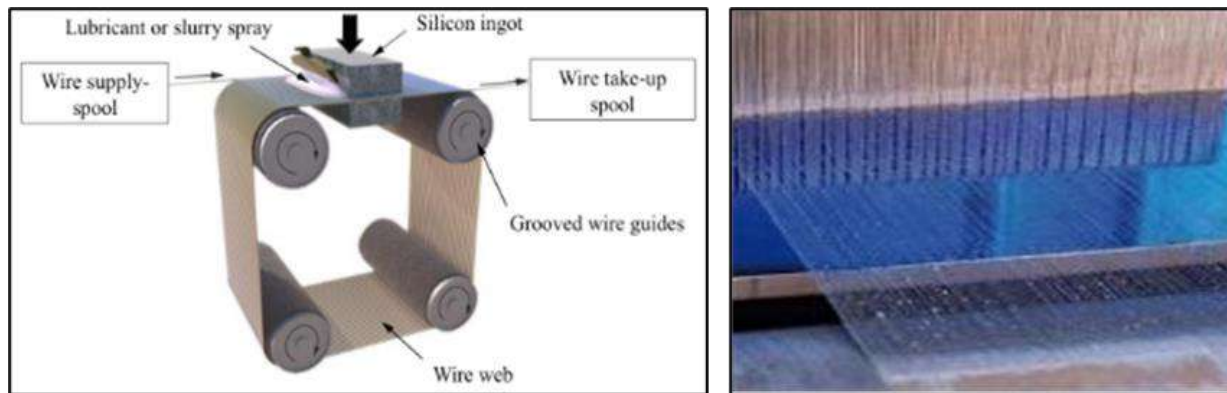 Lubricant or slurry spray
Silicon ingot
Wire supply-
spool
Wire take-up
spool
Grooved wire guides
Wire web